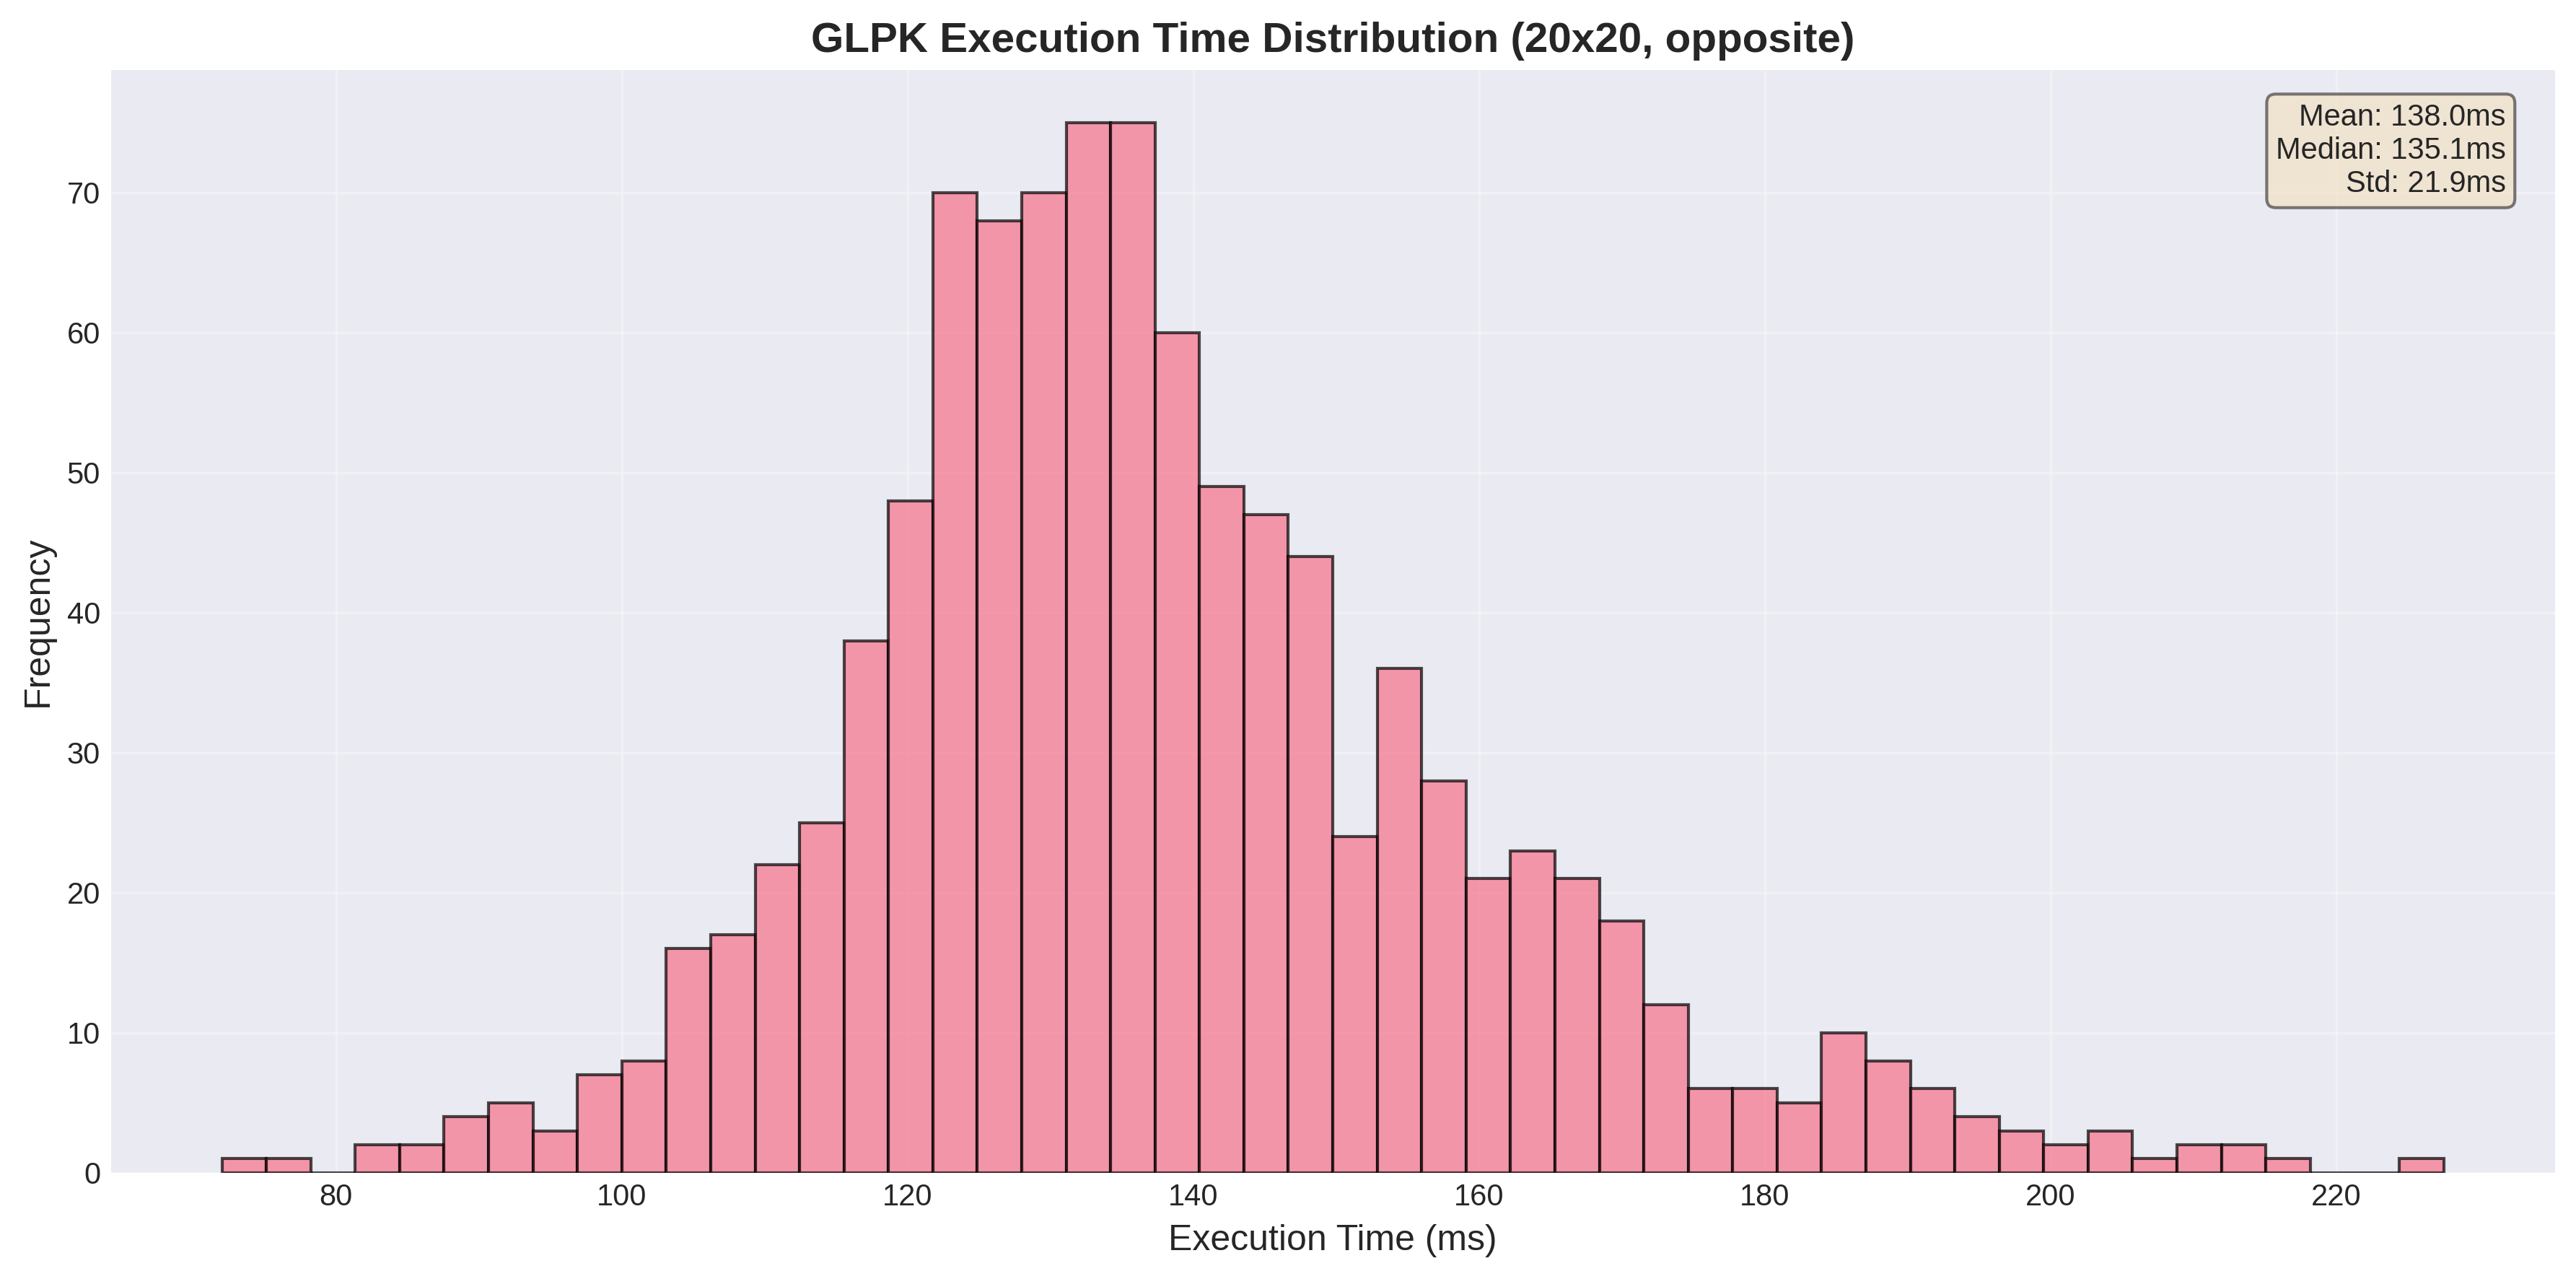 GLPK Execution Time Distribution (20x20, opposite)
Mean: 138.0ms
Median: 135.1ms
Std: 21.9ms
Frequency
70
60
50
40
30
20
10
0
80 100 120 140 160 180 200 220
Execution Time (ms)